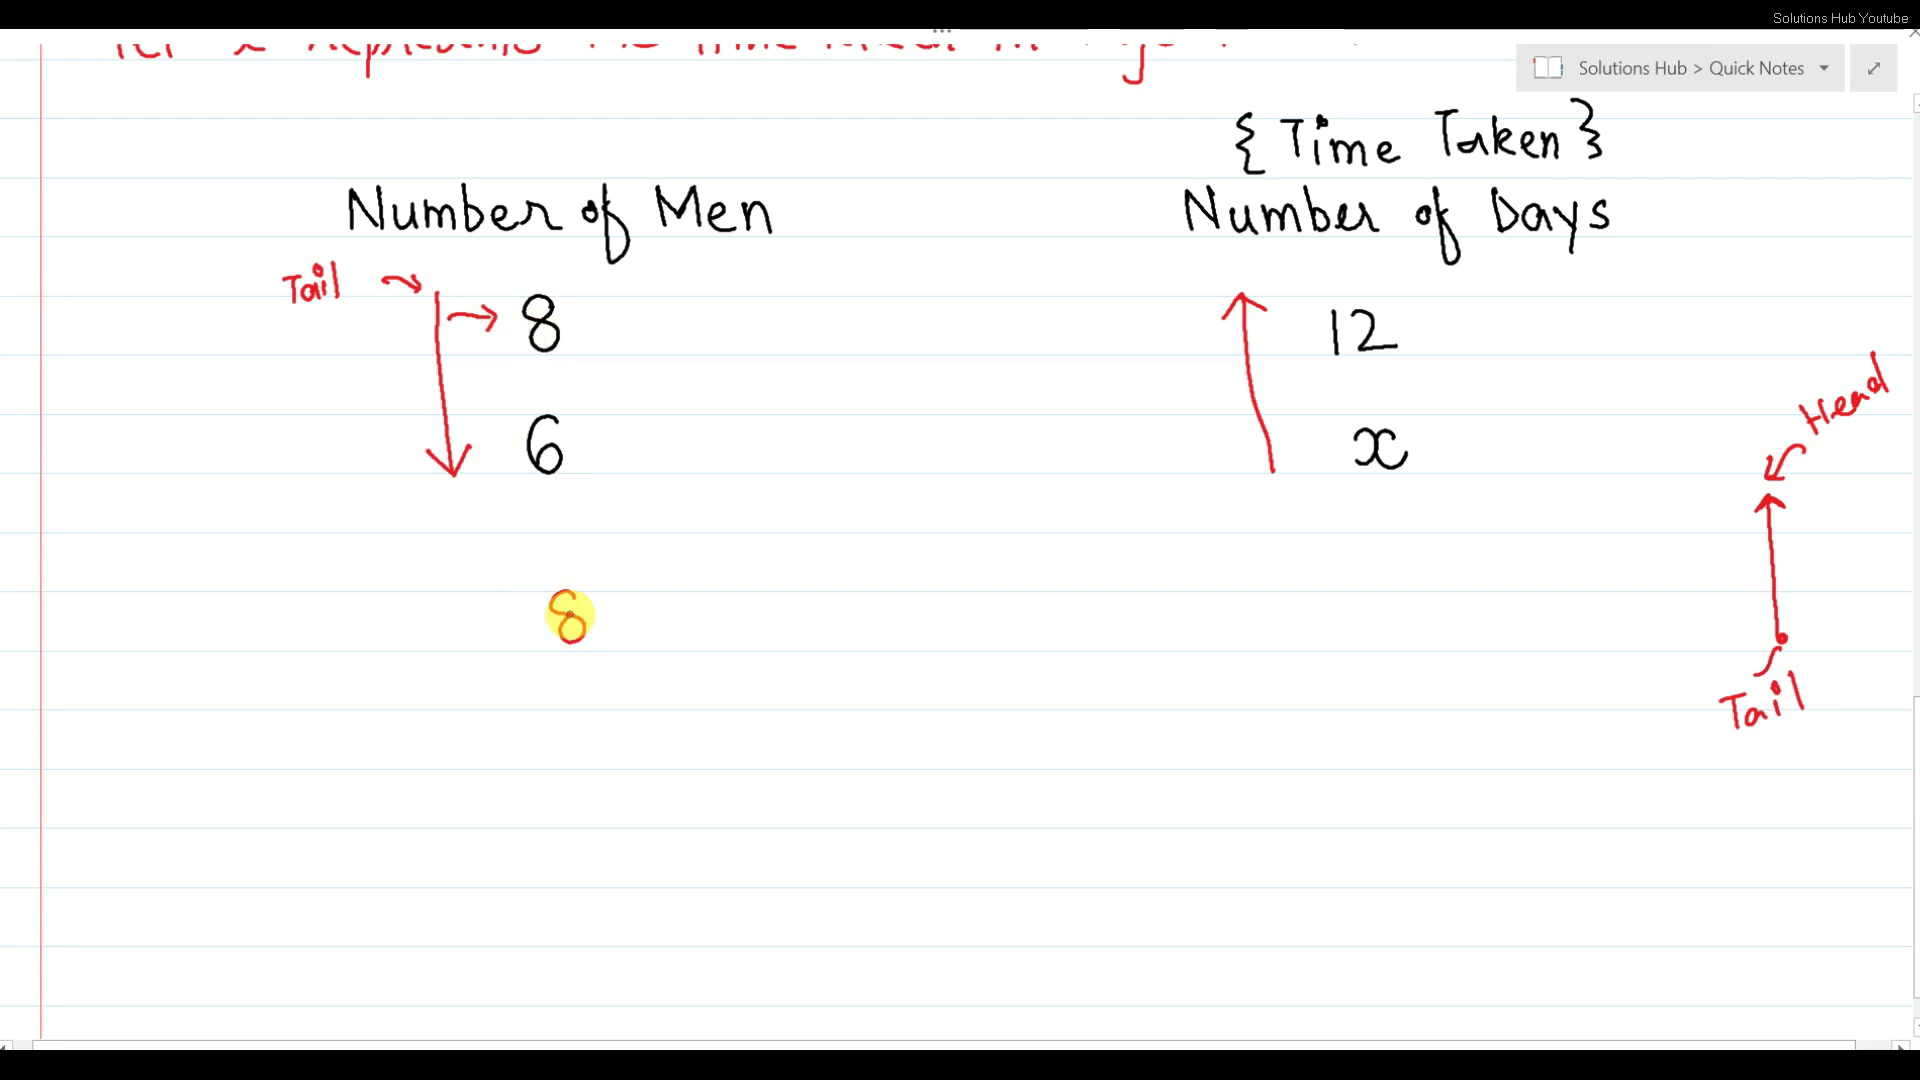 Solutions Hub Youtube
Solutions Hub > Quick Notes
{ Time Taken }
Number of Men Number of Days
Tail
8 12
Head
6 x
8
Tail